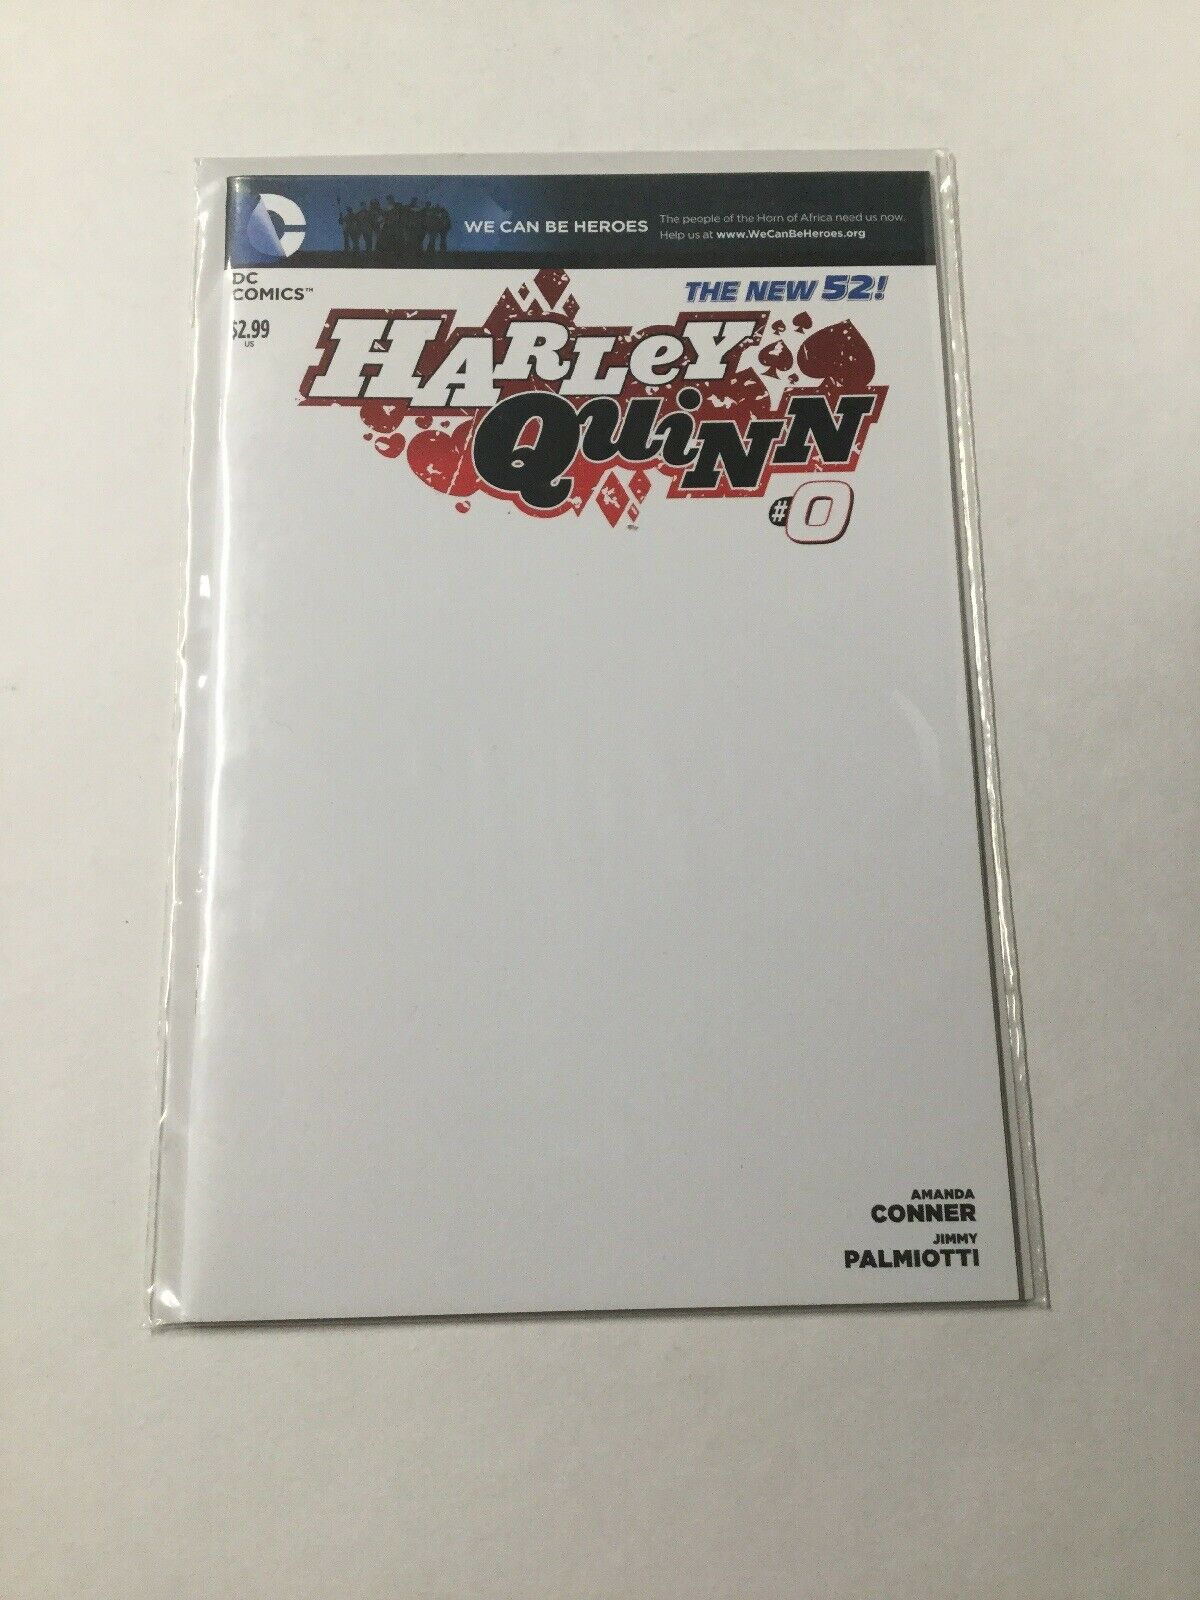 WE CAN BE HEROES
The people of the Horn of Africa need us now.
Help us at www.WeCanBeHeroes.org
DC
COMICS™
$2.99
US
THE NEW 52!
HARLEY
QUINN
#0
AMANDA
CONNER
JIMMY
PALMIOTTI